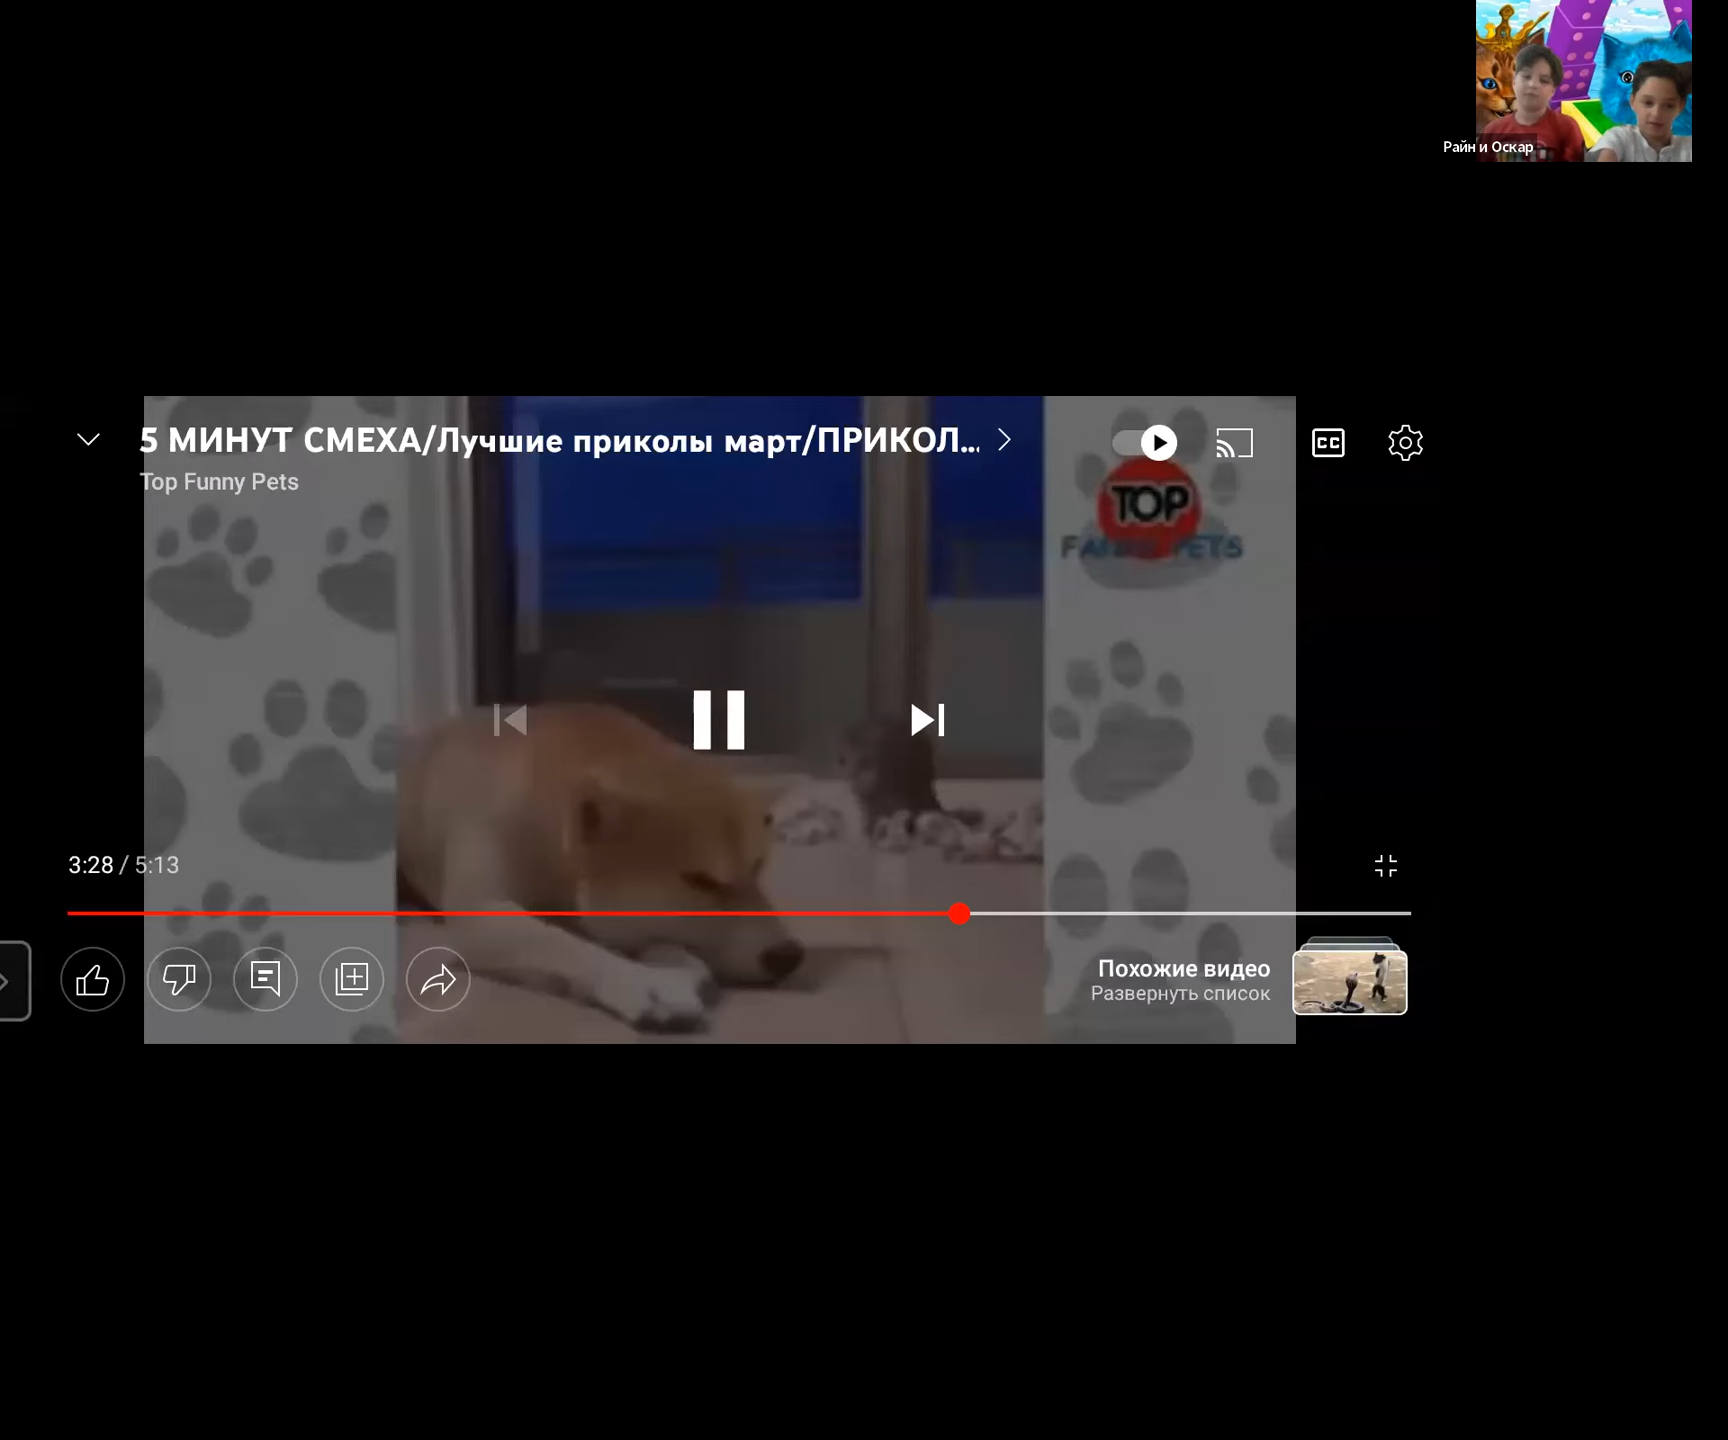 Райн и Оскар
5 МИНУТ СМЕХА/Лучшие приколы март/ПРИКОЛ...
Top Funny Pets
CC
TOP
3:28 / 5:13
Похожие видео
Развернуть список